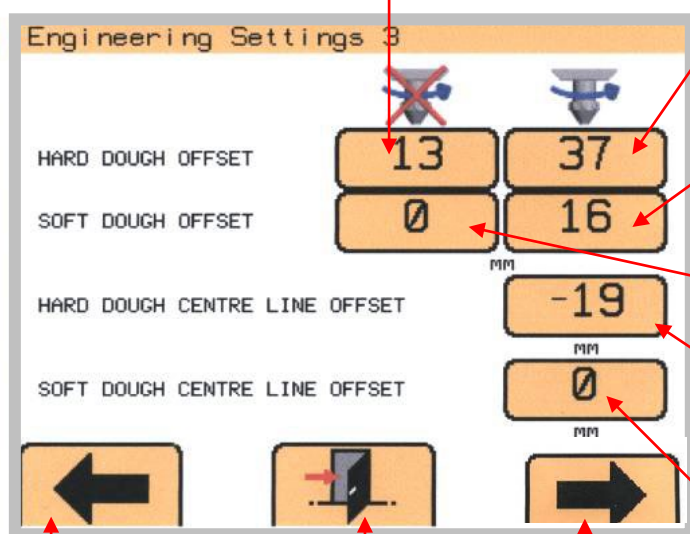 Engineering Settings 3
HARD DOUGH OFFSET 13 37
SOFT DOUGH OFFSET 0 16
MM
HARD DOUGH CENTRE LINE OFFSET -19
MM
SOFT DOUGH CENTRE LINE OFFSET 0
MM